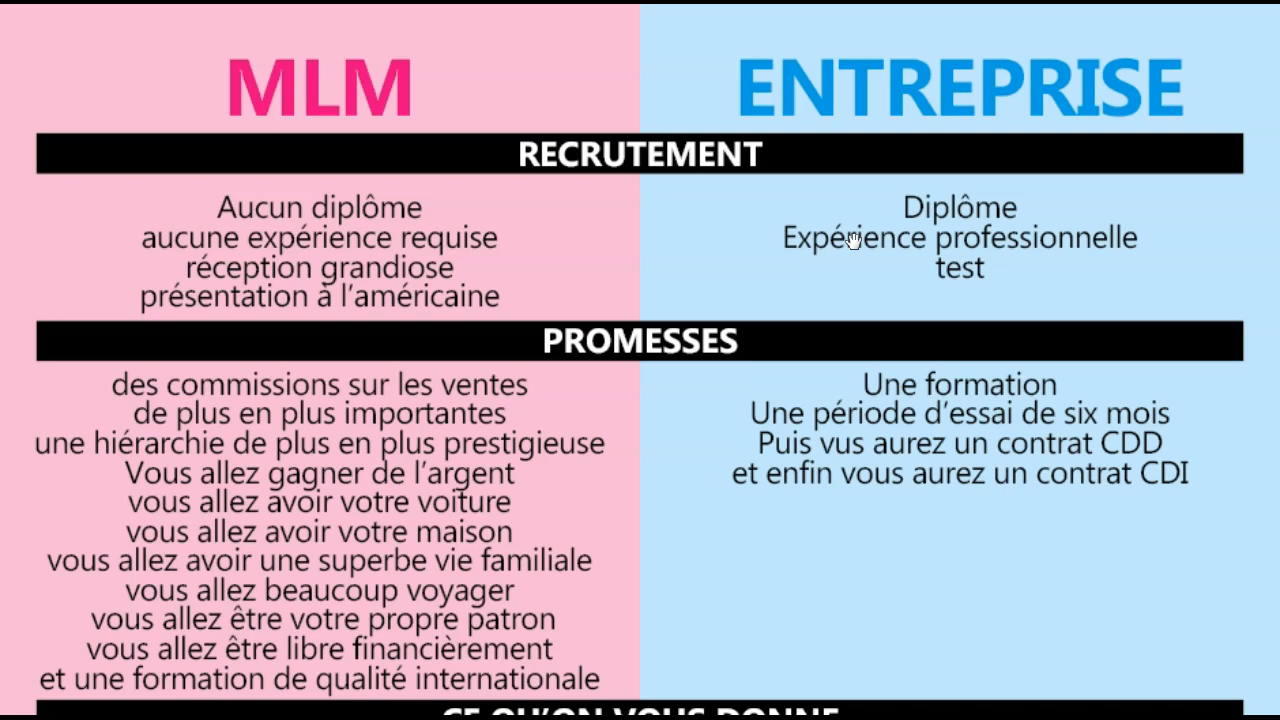 MLM
ENTREPRISE
RECRUTEMENT
Aucun diplôme
aucune expérience requise
réception grandiose
présentation à l'américaine
Diplôme
Expérience professionnelle
test
PROMESSES
des commissions sur les ventes
de plus en plus importantes
une hiérarchie de plus en plus prestigieuse
Vous allez gagner de l'argent
vous allez avoir votre voiture
vous allez avoir votre maison
vous allez avoir une superbe vie familiale
vous allez beaucoup voyager
vous allez être votre propre patron
vous allez être libre financièrement
et une formation de qualité internationale
Une formation
Une période d'essai de six mois
Puis vus aurez un contrat CDD
et enfin vous aurez un contrat CDI
CE QU'ON VOUS DONNE